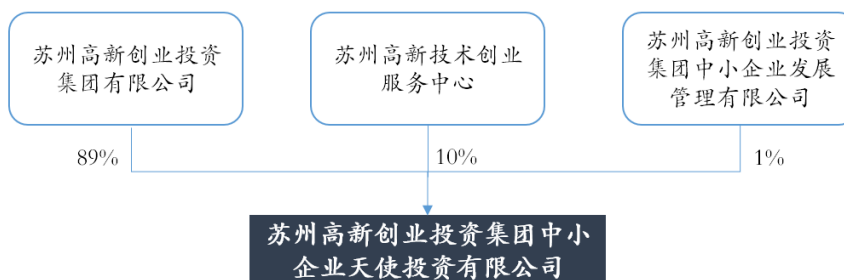 苏州高新创业投资
集团有限公司
苏州高新技术创业
服务中心
苏州高新创业投资
集团中小企业发展
管理有限公司
89%
10%
1%
苏州高新创业投资集团中小
企业天使投资有限公司